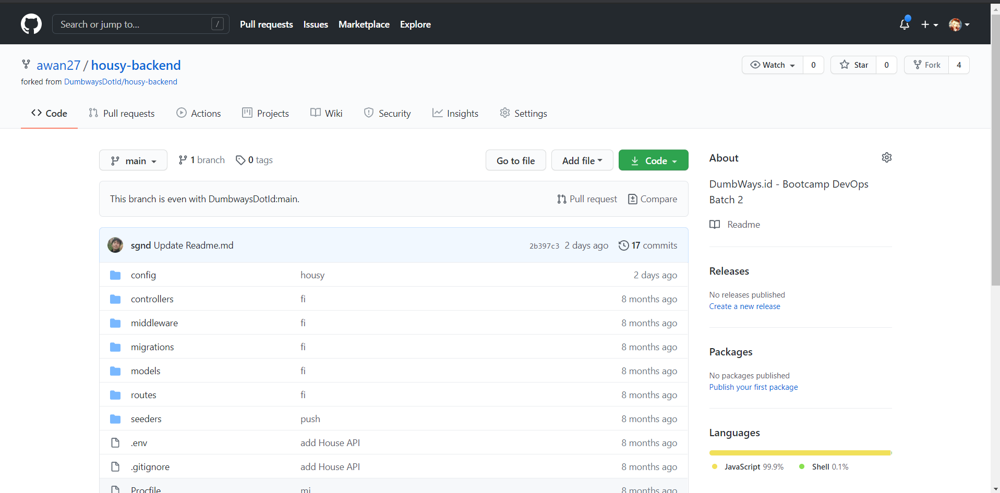 Search or jump to... /
Pull requests Issues Marketplace Explore
awan27 / housy-backend
forked from DumbwaysDotId/housy-backend
Watch 0 Star 0 Fork 4
Code Pull requests Actions Projects Wiki Security Insights Settings
main 1 branch 0 tags Go to file Add file Code
This branch is even with DumbwaysDotId:main. Pull request Compare
sgnd Update Readme.md 2b397c3 2 days ago 17 commits
config housy 2 days ago
controllers fi 8 months ago
middleware fi 8 months ago
migrations fi 8 months ago
models fi 8 months ago
routes fi 8 months ago
seeders push 8 months ago
.env add House API 8 months ago
.gitignore add House API 8 months ago
Procfile mi 8 months ago
About
DumbWays.id - Bootcamp DevOps
Batch 2
Readme
Releases
No releases published
Create a new release
Packages
No packages published
Publish your first package
Languages
JavaScript 99.9% Shell 0.1%